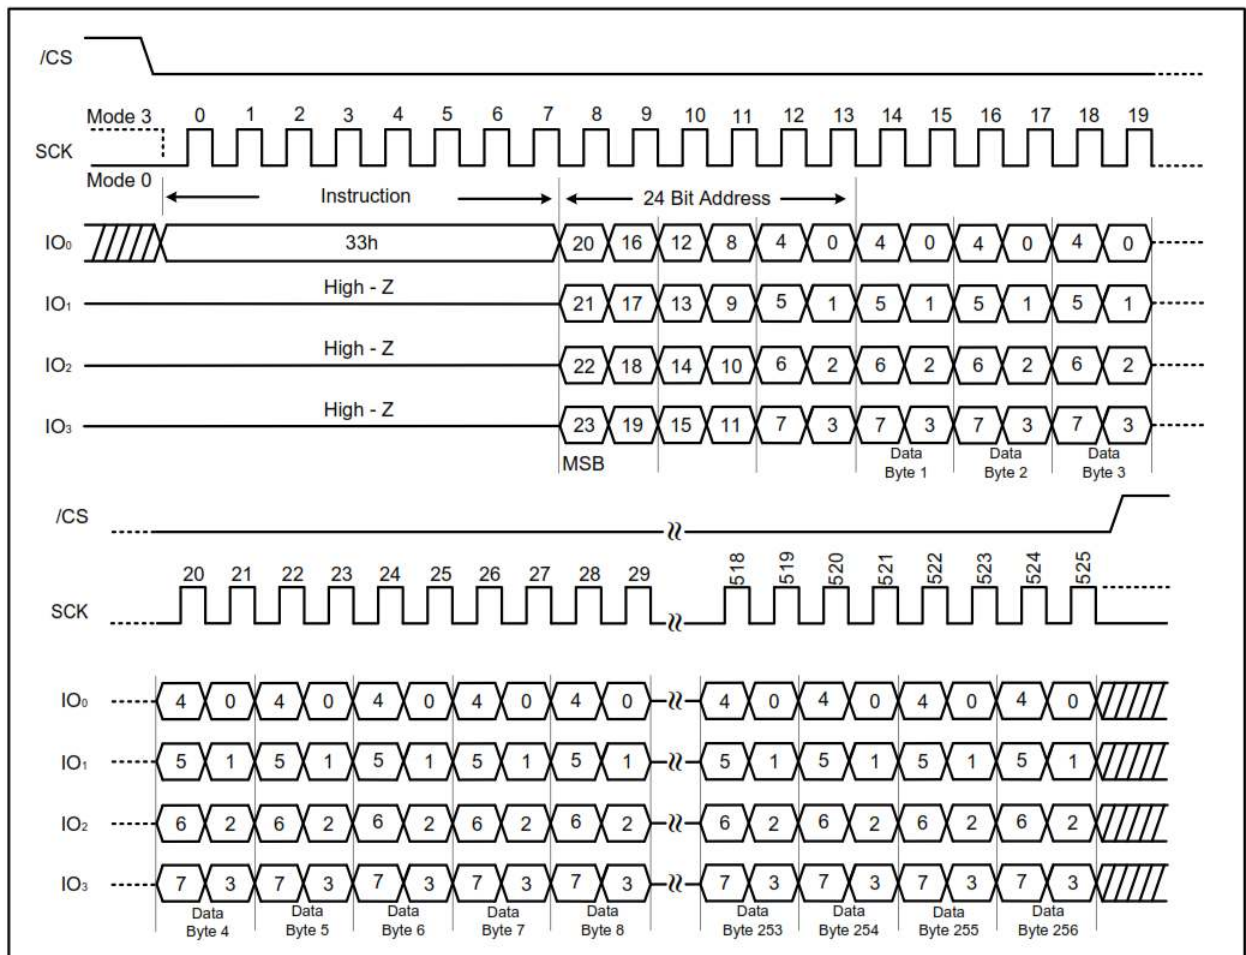 /CS
Mode 3 0 1 2 3 4 5 6 7 8 9 10 11 12 13 14 15 16 17 18 19
SCK
Mode 0
Instruction 24 Bit Address
IO₀ 33h 20 16 12 8 4 0 4 0 4 0 4 0
High - Z
IO₁ 21 17 13 9 5 1 5 1 5 1 5 1
High - Z
IO₂ 22 18 14 10 6 2 6 2 6 2 6 2
High - Z
IO₃ 23 19 15 11 7 3 7 3 7 3 7 3
MSB Data Data Data
Byte 1 Byte 2 Byte 3
/CS
20 21 22 23 24 25 26 27 28 29 518 519 520 521 522 523 524 525
SCK
IO₀ 4 0 4 0 4 0 4 0 4 0 4 0 4 0 4 0 4 0
IO₁ 5 1 5 1 5 1 5 1 5 1 5 1 5 1 5 1 5 1
IO₂ 6 2 6 2 6 2 6 2 6 2 6 2 6 2 6 2 6 2
IO₃ 7 3 7 3 7 3 7 3 7 3 7 3 7 3 7 3 7 3
Data Data Data Data Data Data Data Data Data
Byte 4 Byte 5 Byte 6 Byte 7 Byte 8 Byte 253 Byte 254 Byte 255 Byte 256